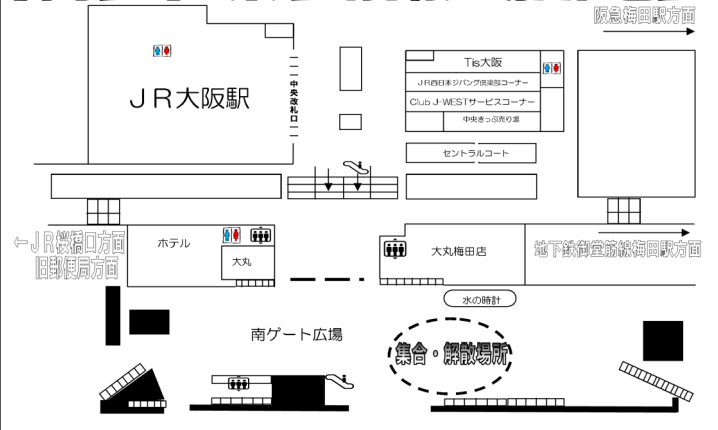 阪急梅田駅方面
Tis大阪
JR西日本ジパング倶楽部コーナー
Club J-WESTサービスコーナー
中央きっぷ売り場
JR大阪駅
中央改札口
セントラルコート
←JR桜橋口方面
旧郵便局方面
ホテル
大丸
大丸梅田店
地下鉄御堂筋線梅田駅方面
水の時計
南ゲート広場
集合・解散場所